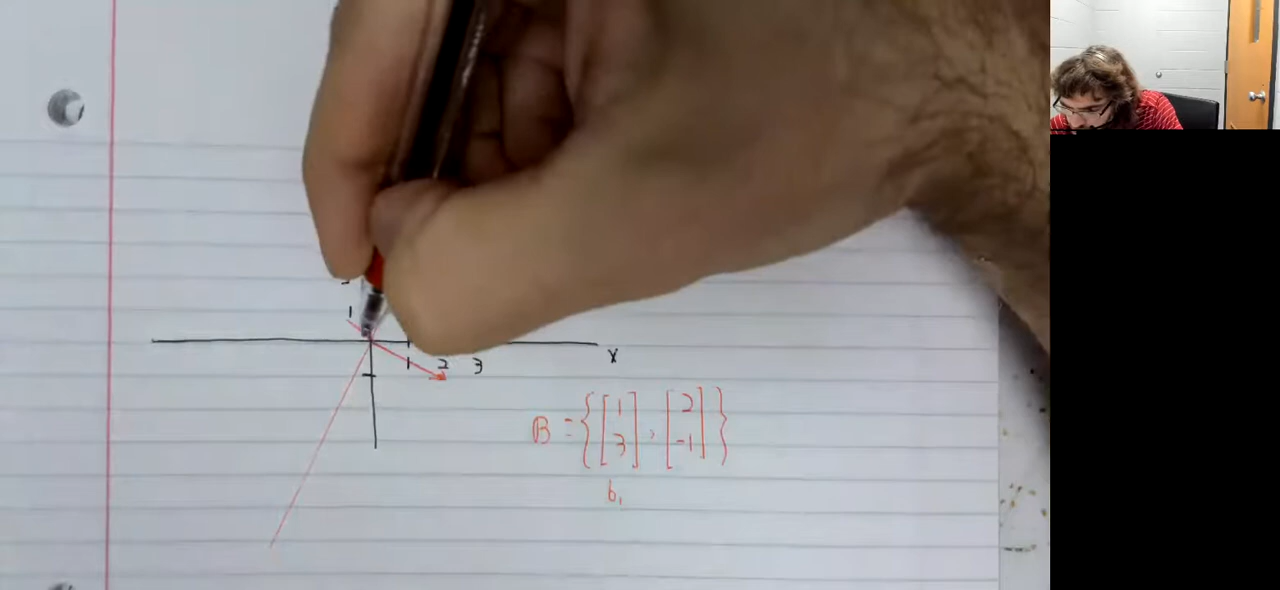 1
1 2 3 x
B = { [1 3], [2 -1] }
b₁